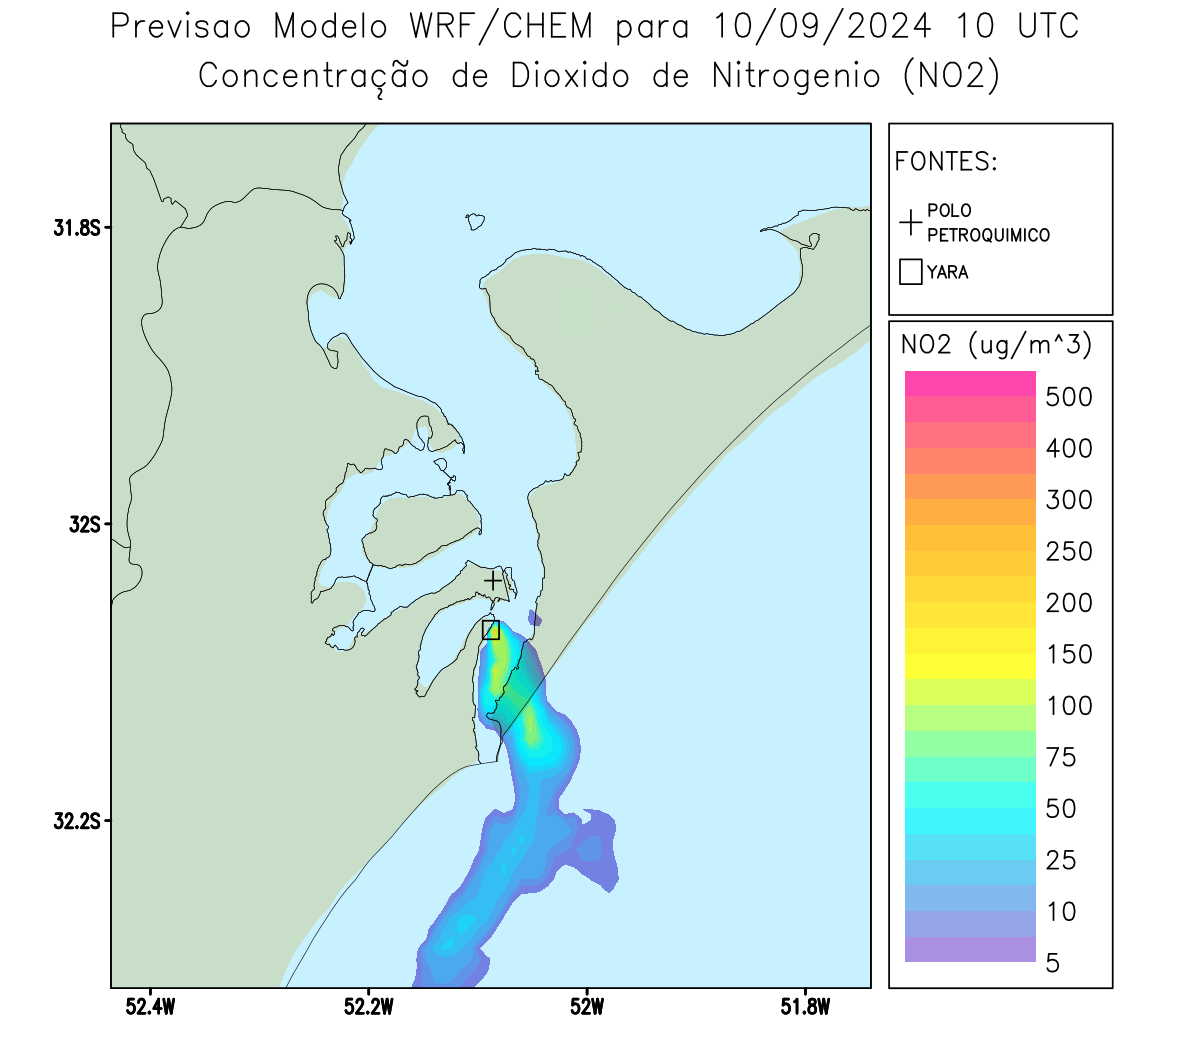 Previsao Modelo WRF/CHEM para 10/09/2024 10 UTC
Concentração de Dioxido de Nitrogenio (NO2)
FONTES:
POLO
PETROQUIMICO
YARA
NO2 (ug/m^3)
500
400
300
250
200
150
100
75
50
25
10
5
31.8S
32S
32.2S
52.4W
52.2W
52W
51.8W